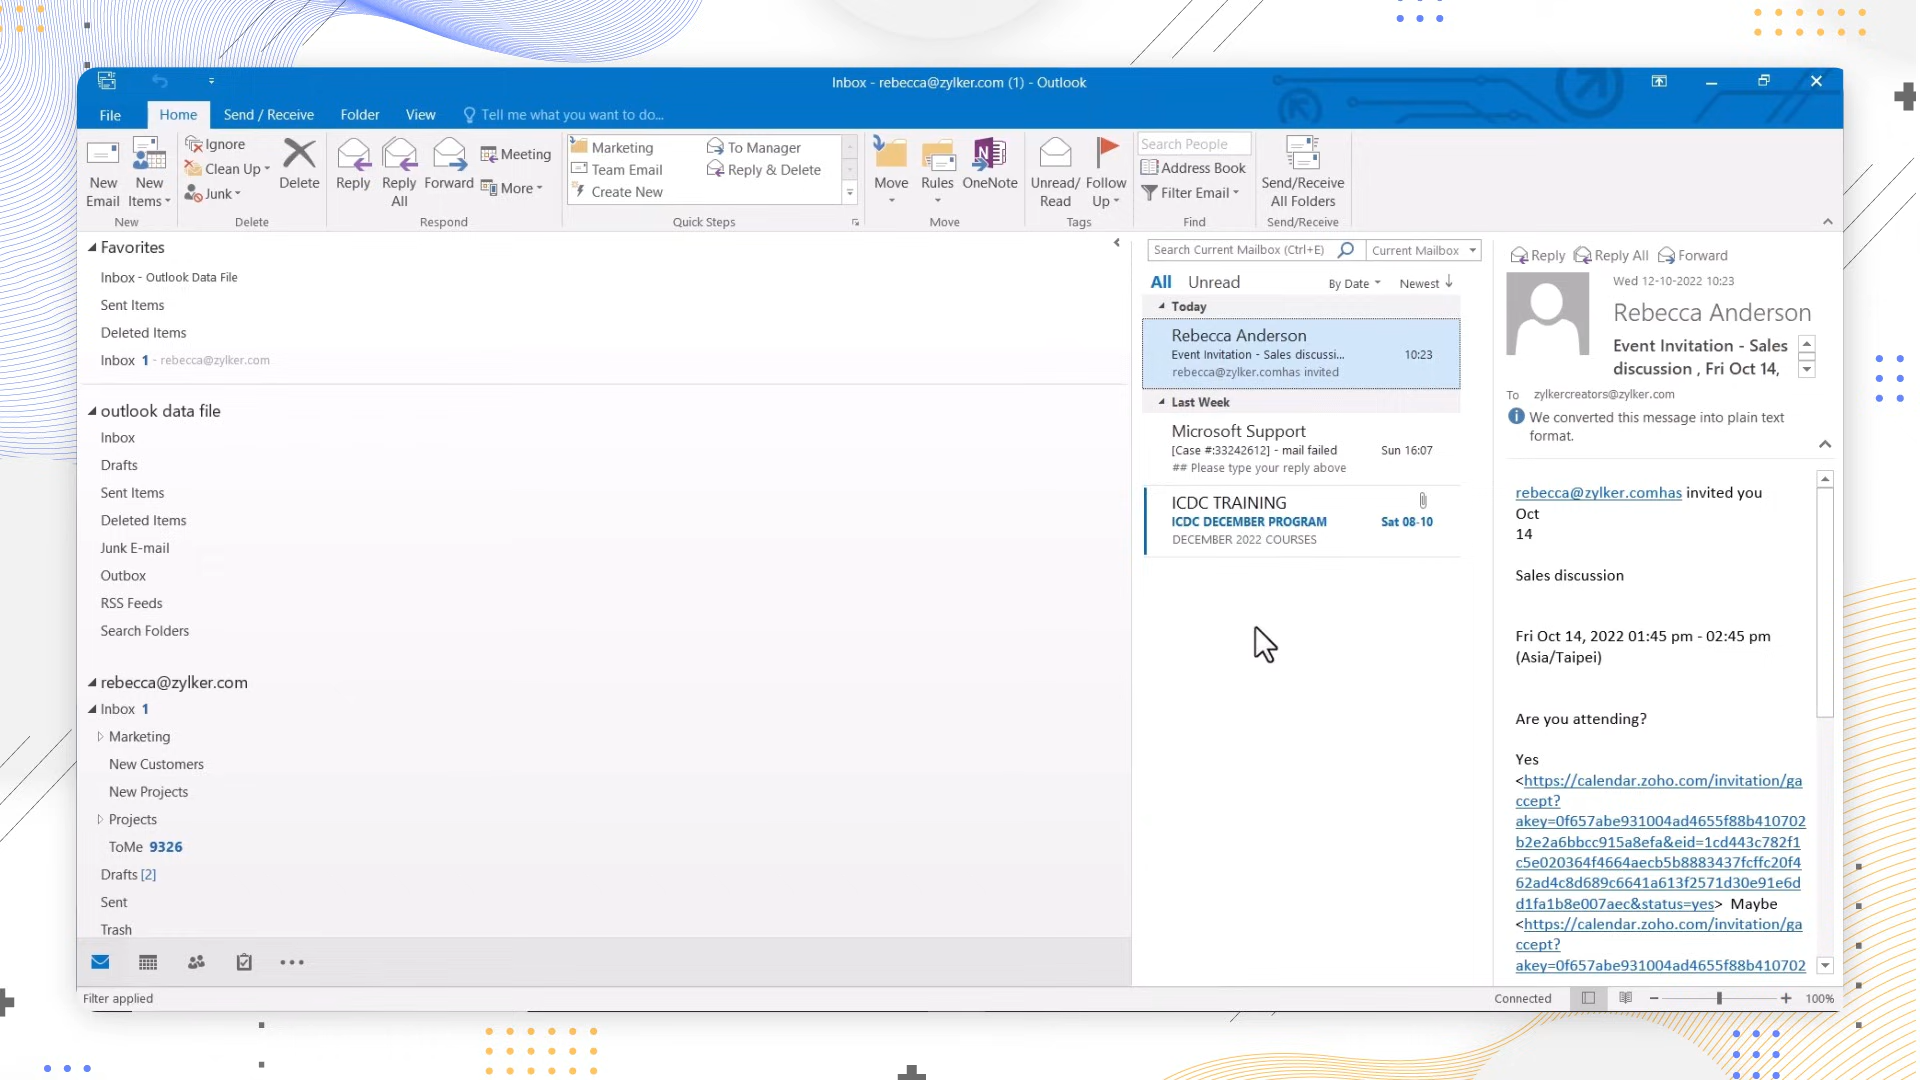 Inbox - rebecca@zylker.com (1) - Outlook
File Home Send / Receive Folder View Tell me what you want to do...
New Email
New Items
Ignore
Clean Up
Junk
Delete
Reply
Reply All
Forward
Meeting
More
Marketing
Team Email
Create New
To Manager
Reply & Delete
Move
Rules
OneNote
Unread/ Read
Follow Up
Search People
Address Book
Filter Email
Send/Receive All Folders
New Delete Respond Quick Steps Move Tags Find Send/Receive
Favorites
Inbox - Outlook Data File
Sent Items
Deleted Items
Inbox 1 - rebecca@zylker.com
outlook data file
Inbox
Drafts
Sent Items
Deleted Items
Junk E-mail
Outbox
RSS Feeds
Search Folders
rebecca@zylker.com
Inbox 1
Marketing
New Customers
New Projects
Projects
ToMe 9326
Drafts [2]
Sent
Trash
Search Current Mailbox (Ctrl+E) Current Mailbox
All Unread By Date Newest
Today
Rebecca Anderson
Event Invitation - Sales discussi... 10:23
rebecca@zylker.comhas invited
Last Week
Microsoft Support
[Case #:33242612] - mail failed Sun 16:07
## Please type your reply above
ICDC TRAINING
ICDC DECEMBER PROGRAM Sat 08-10
DECEMBER 2022 COURSES
Reply Reply All Forward
Wed 12-10-2022 10:23
Rebecca Anderson
Event Invitation - Sales
discussion , Fri Oct 14,
To zylkercreators@zylker.com
We converted this message into plain text
format.
rebecca@zylker.comhas invited you
Oct
14
Sales discussion
Fri Oct 14, 2022 01:45 pm - 02:45 pm
(Asia/Taipei)
Are you attending?
Yes
<https://calendar.zoho.com/invitation/ga
ccept?
akey=0f657abe931004ad4655f88b410702
b2e2a6bbcc915a8efa&eid=1cd443c782f1
c5e020364f4664aecb5b8883437fcffc20f4
62ad4c8d689c6641a613f2571d30e91e6d
d1fa1b8e007aec&status=yes> Maybe
<https://calendar.zoho.com/invitation/ga
ccept?
akey=0f657abe931004ad4655f88b410702
Filter applied
Connected 100%